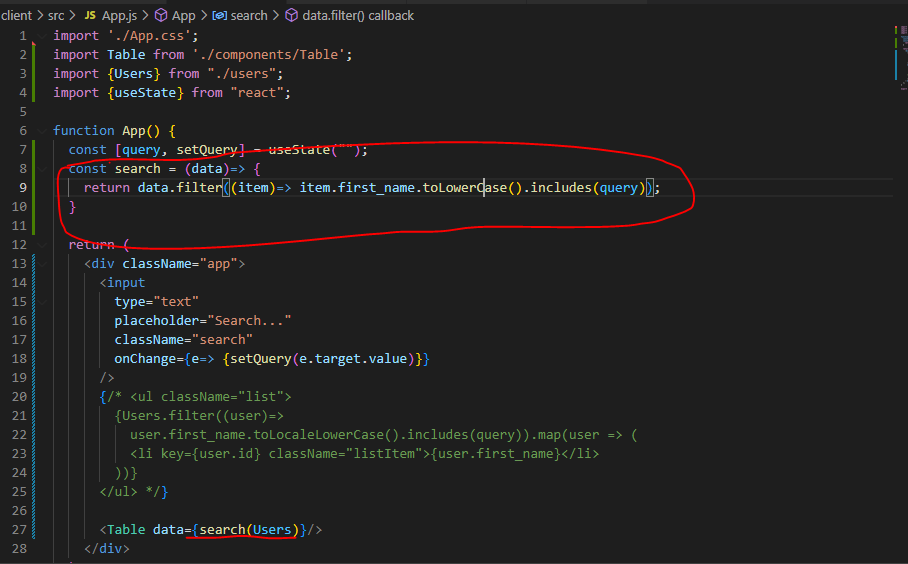 client > src > JS App.js > App > search > data.filter() callback
1 import './App.css';
2 import Table from './components/Table';
3 import {Users} from "./users";
4 import {useState} from "react";
5
6 function App() {
7 const [query, setQuery] = useState("");
8 const search = (data)=> {
9 return data.filter((item)=> item.first_name.toLowerCase().includes(query));
10 }
11
12 return (
13 <div className="app">
14 <input
15 type="text"
16 placeholder="Search..."
17 className="search"
18 onChange={e=> {setQuery(e.target.value)}}
19 />
20 {/* <ul className="list">
21 {Users.filter((user)=>
22 user.first_name.toLocaleLowerCase().includes(query)).map(user => (
23 <li key={user.id} className="listItem">{user.first_name}</li>
24 ))}
25 </ul> */}
26
27 <Table data={search(Users)}/>
28 </div>